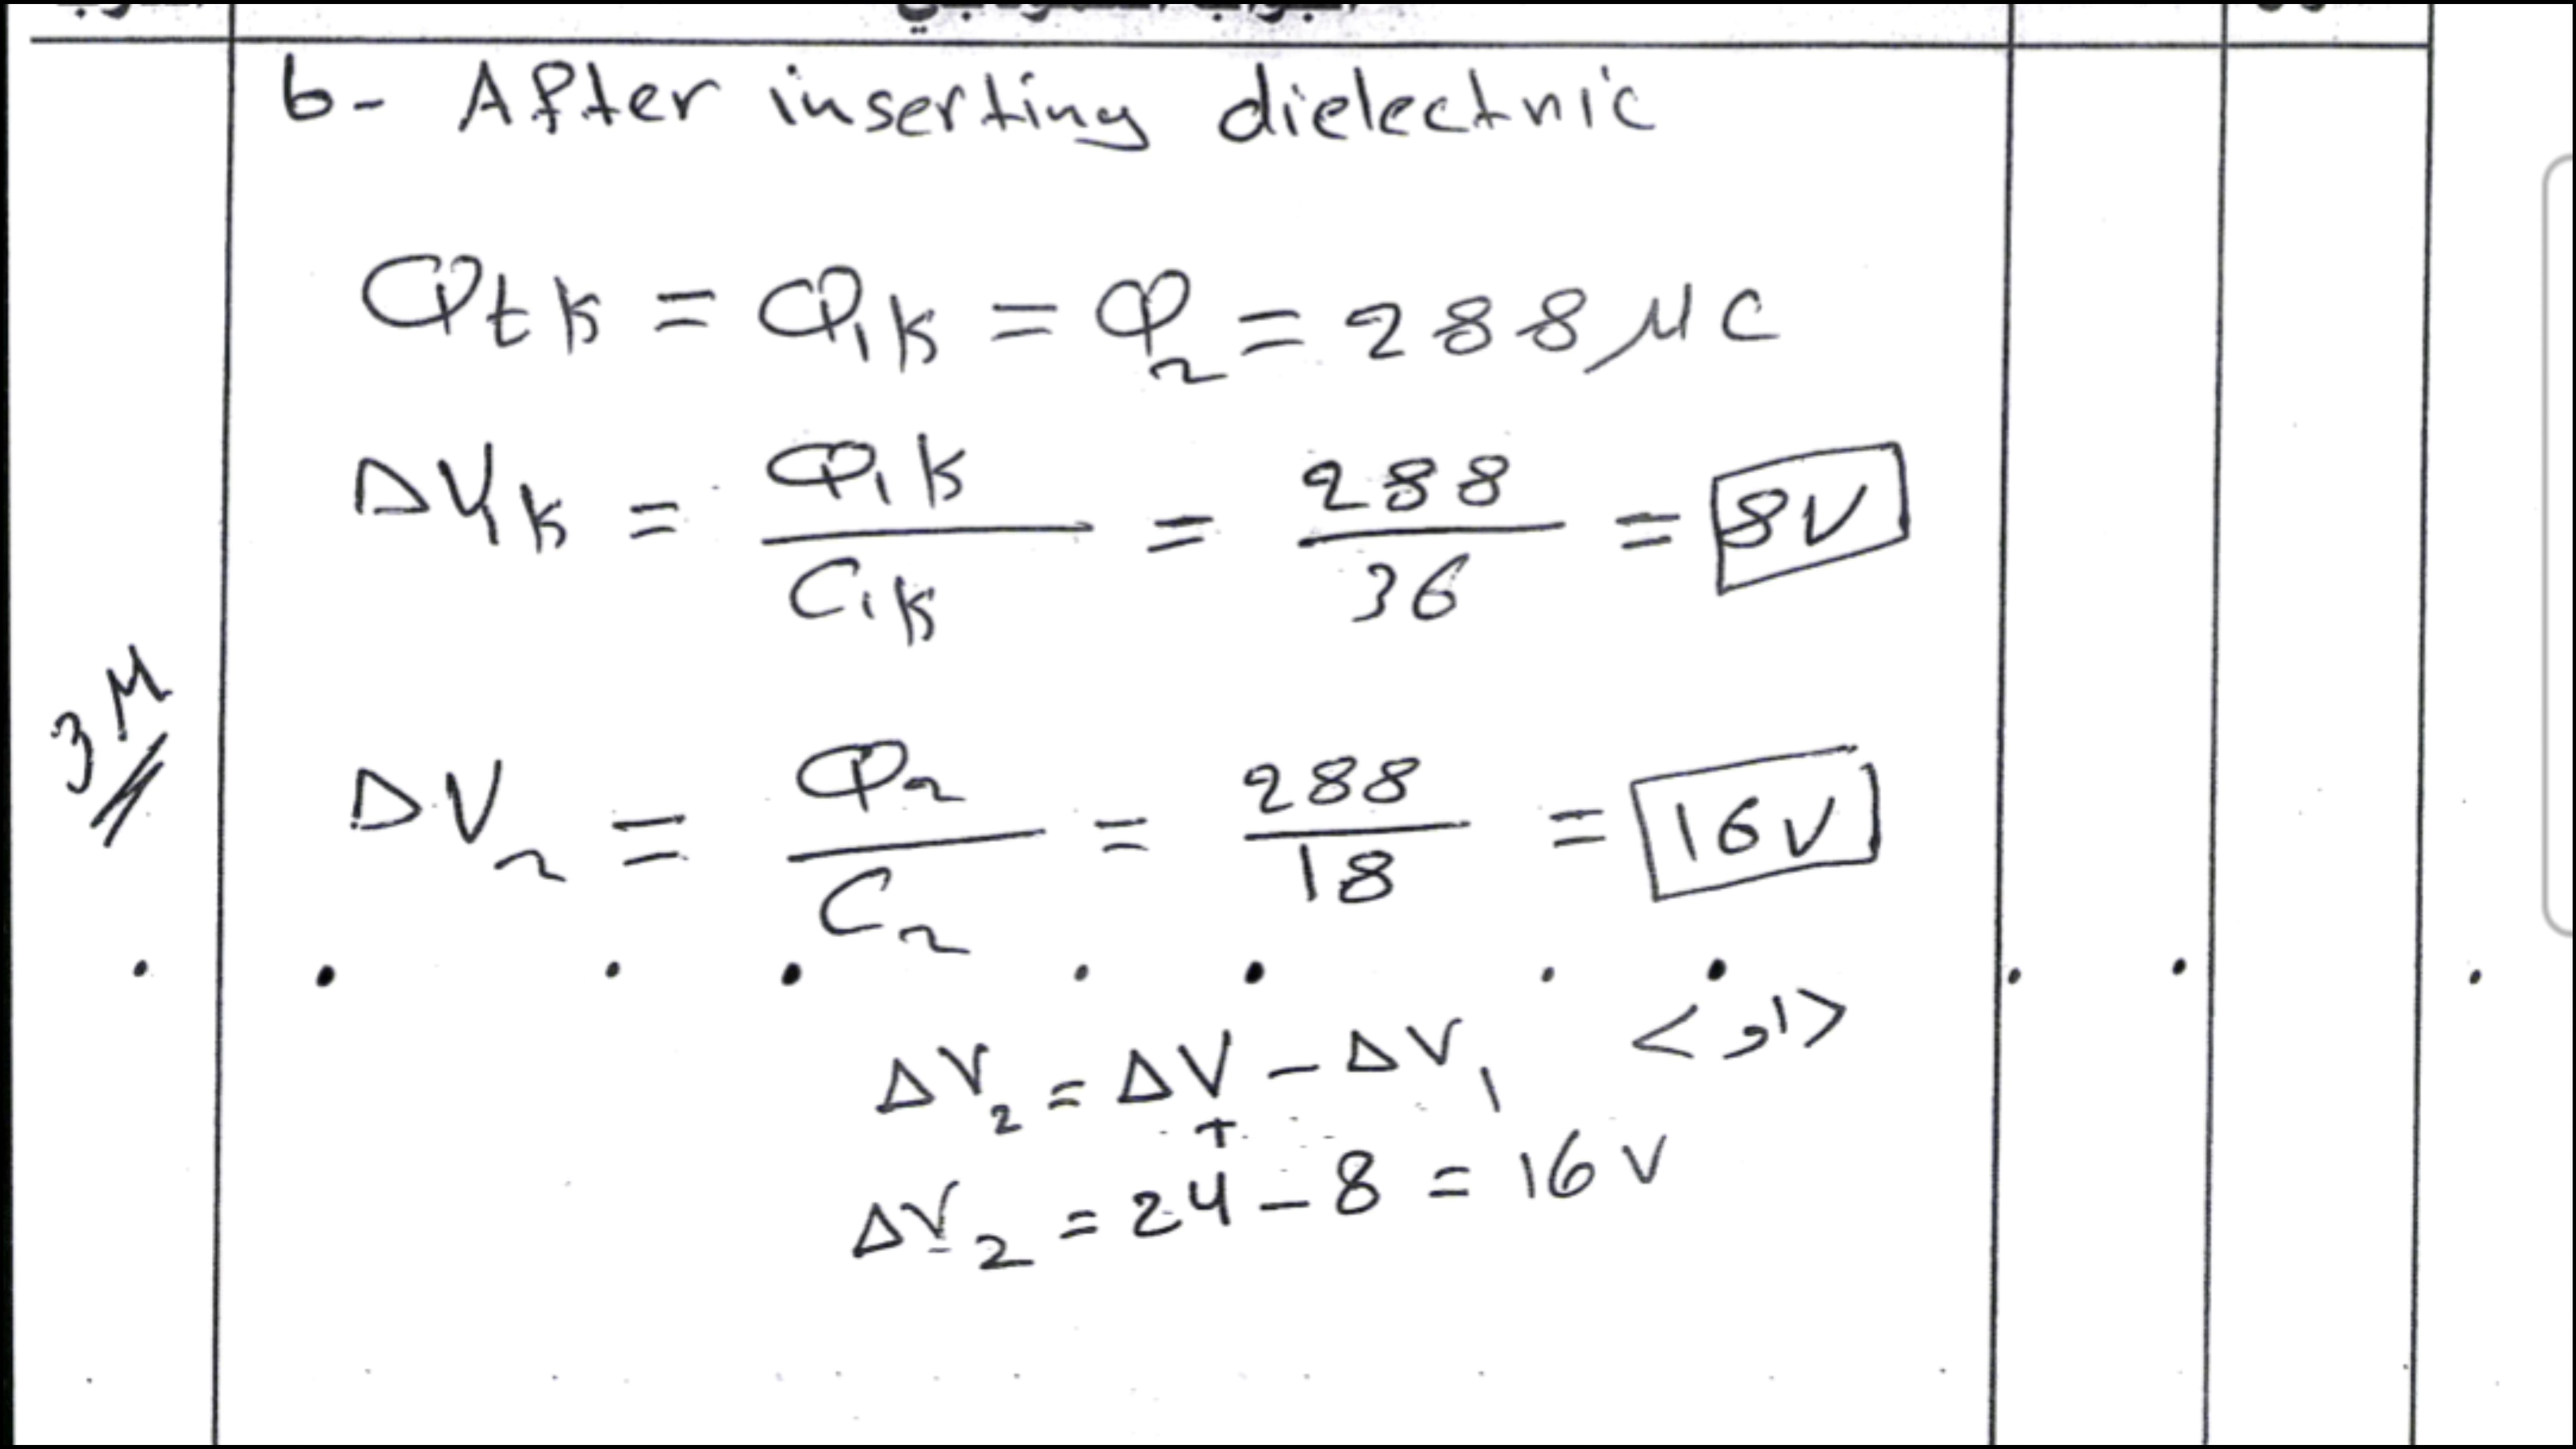 b- After inserting dielectric
Qtk = Q1k = Q2 = 288 μC
ΔV1k = Q1k / C1k = 288 / 36 = 8V
3M
ΔV2 = Q2 / C2 = 288 / 18 = 16V
<او>
ΔV2 = ΔVT - ΔV1
ΔV2 = 24 - 8 = 16 V